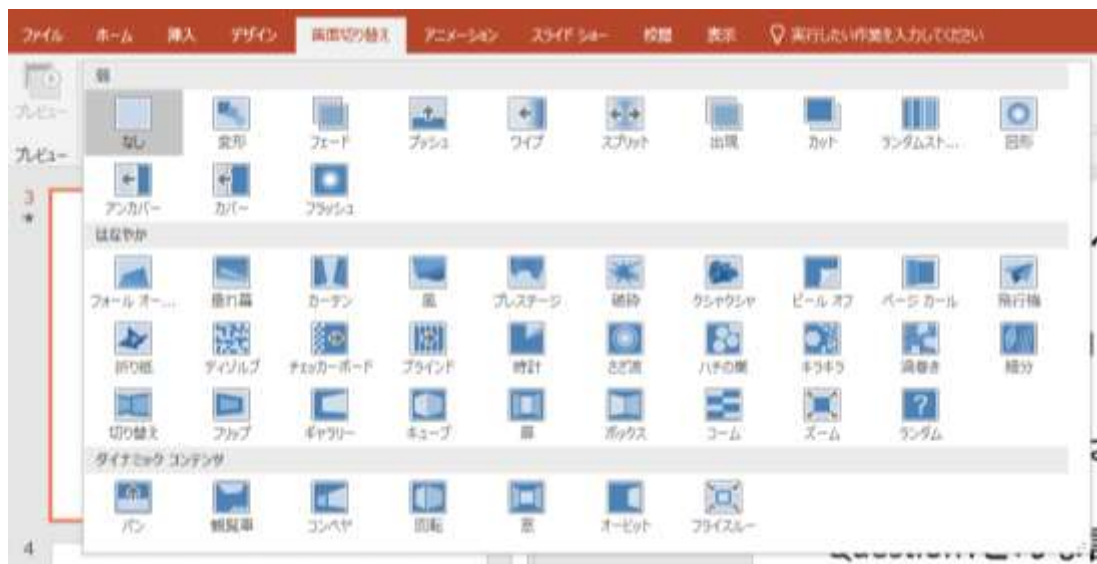 ファイル ホーム 挿入 デザイン 画面切り替え アニメーション スライド ショー 校閲 表示 実行したい作業を入力してください
プレビュー
プレビュー
弱
なし 変形 フェード プッシュ ワイプ スプリット 出現 カット ランダムスト... 図形
アンカバー カバー フラッシュ
はなやか
フォール オー... 垂れ幕 カーテン 風 プレステージ 破砕 クシャクシャ ピール オフ ページ カール 飛行機
折り紙 ディゾルブ チェッカーボード ブラインド 時計 さざ波 ハチの巣 キラキラ 渦巻き 細分
切り替え フリップ ギャラリー キューブ 扉 ボックス コーム ズーム ランダム
ダイナミック コンテンツ
パン 観覧車 コンベヤ 回転 窓 オービット フライスルー
3
4